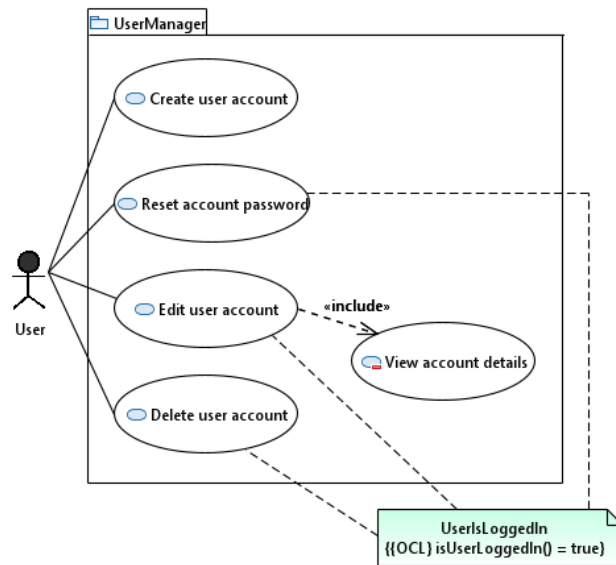 UserManager
Create user account
Reset account password
User
Edit user account
«include»
View account details
Delete user account
UserIsLoggedIn
{{OCL} isUserLoggedIn() = true}